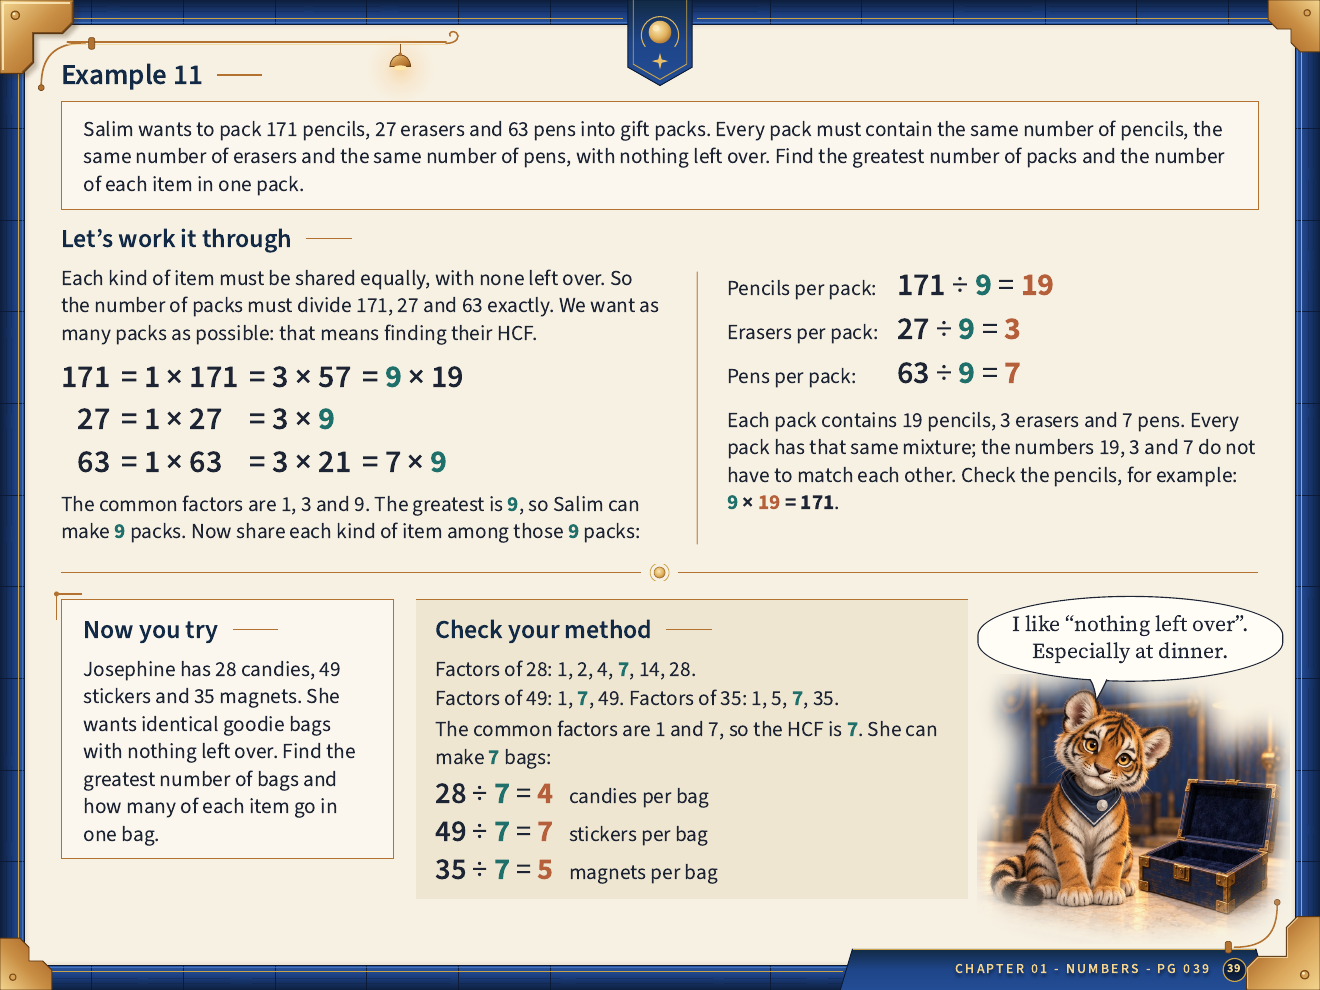 Example 11
Salim wants to pack 171 pencils, 27 erasers and 63 pens into gift packs. Every pack must contain the same number of pencils, the
same number of erasers and the same number of pens, with nothing left over. Find the greatest number of packs and the number
of each item in one pack.
Let’s work it through
Each kind of item must be shared equally, with none left over. So
the number of packs must divide 171, 27 and 63 exactly. We want as
many packs as possible: that means finding their HCF.
171 = 1 × 171 = 3 × 57 = 9 × 19
27 = 1 × 27 = 3 × 9
63 = 1 × 63 = 3 × 21 = 7 × 9
The common factors are 1, 3 and 9. The greatest is 9, so Salim can
make 9 packs. Now share each kind of item among those 9 packs:
Pencils per pack: 171 ÷ 9 = 19
Erasers per pack: 27 ÷ 9 = 3
Pens per pack: 63 ÷ 9 = 7
Each pack contains 19 pencils, 3 erasers and 7 pens. Every
pack has that same mixture; the numbers 19, 3 and 7 do not
have to match each other. Check the pencils, for example:
9 × 19 = 171.
Now you try
Josephine has 28 candies, 49
stickers and 35 magnets. She
wants identical goodie bags
with nothing left over. Find the
greatest number of bags and
how many of each item go in
one bag.
Check your method
Factors of 28: 1, 2, 4, 7, 14, 28.
Factors of 49: 1, 7, 49. Factors of 35: 1, 5, 7, 35.
The common factors are 1 and 7, so the HCF is 7. She can
make 7 bags:
28 ÷ 7 = 4 candies per bag
49 ÷ 7 = 7 stickers per bag
35 ÷ 7 = 5 magnets per bag
I like “nothing left over”.
Especially at dinner.
CHAPTER 01 - NUMBERS - PG 039 39